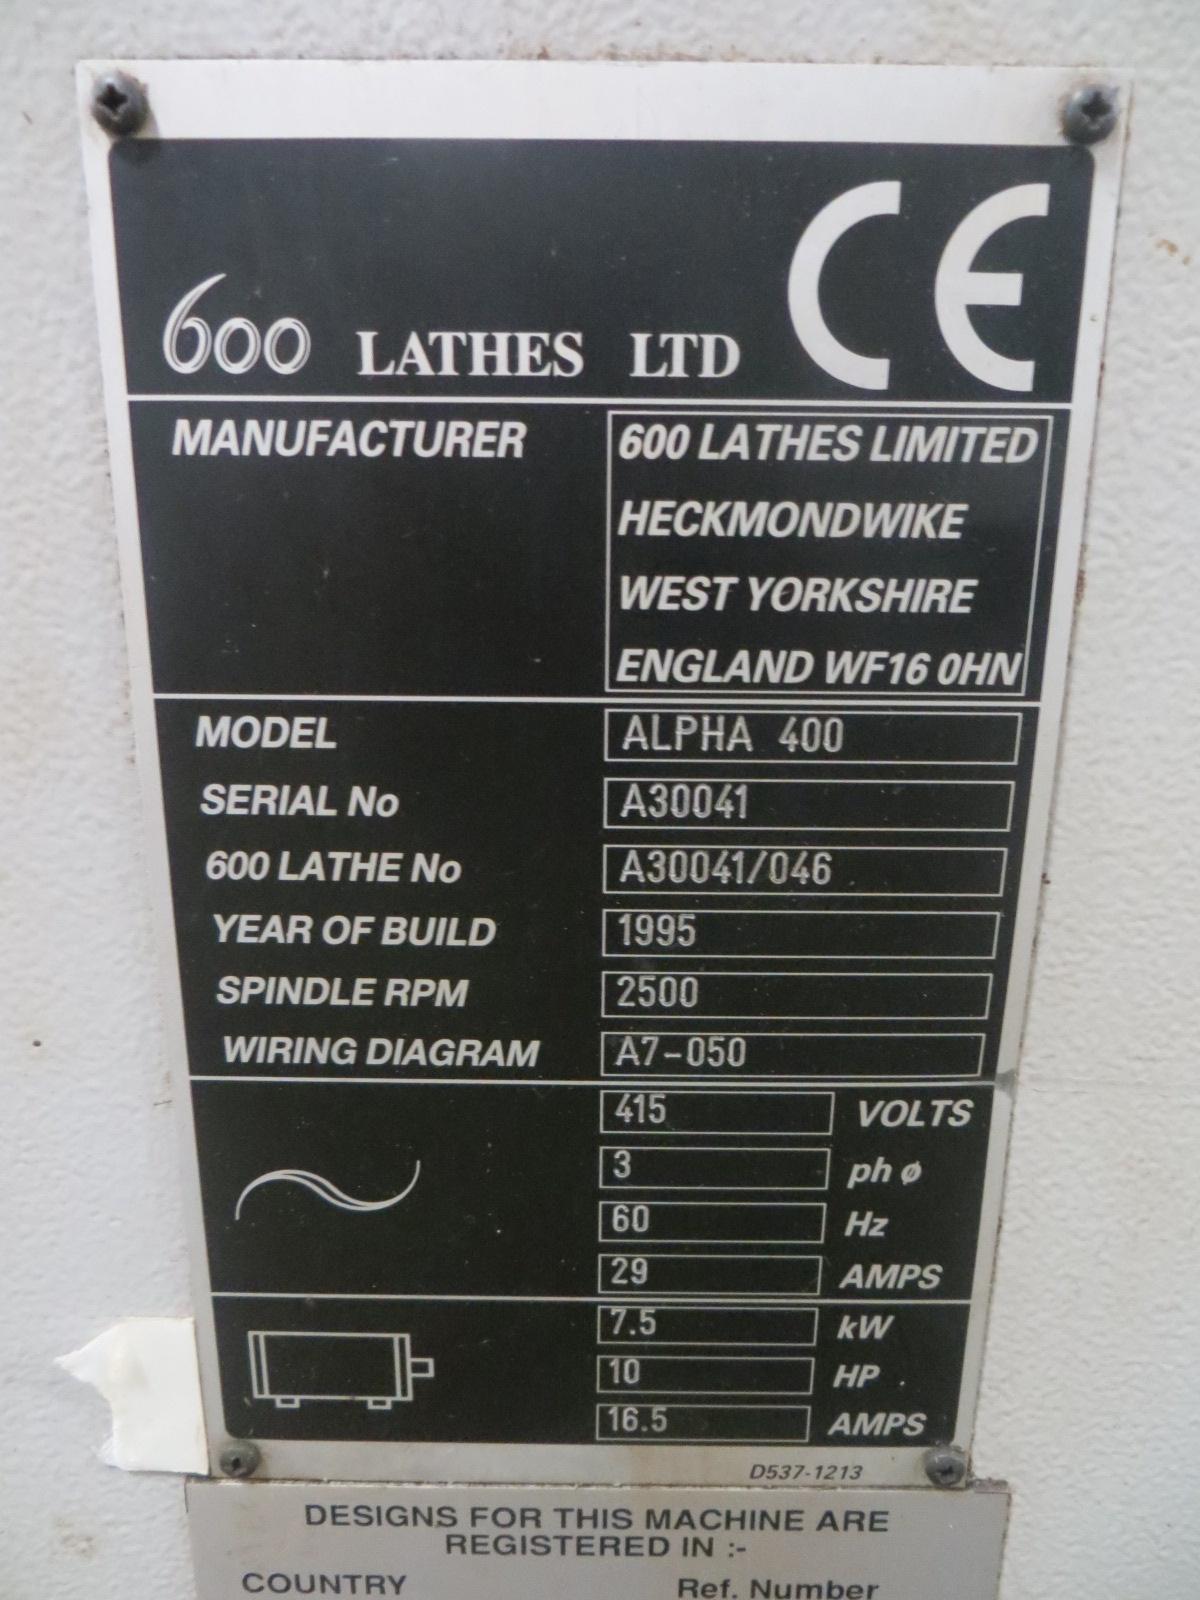 CE
600 LATHES LTD
MANUFACTURER 600 LATHES LIMITED
HECKMONDWIKE
WEST YORKSHIRE
ENGLAND WF16 0HN
MODEL ALPHA 400
SERIAL No A30041
600 LATHE No A30041/046
YEAR OF BUILD 1995
SPINDLE RPM 2500
WIRING DIAGRAM A7-050
415 VOLTS
3 ph ø
60 Hz
29 AMPS
7.5 kW
10 HP
16.5 AMPS
D537-1213
DESIGNS FOR THIS MACHINE ARE
REGISTERED IN :-
COUNTRY Ref. Number